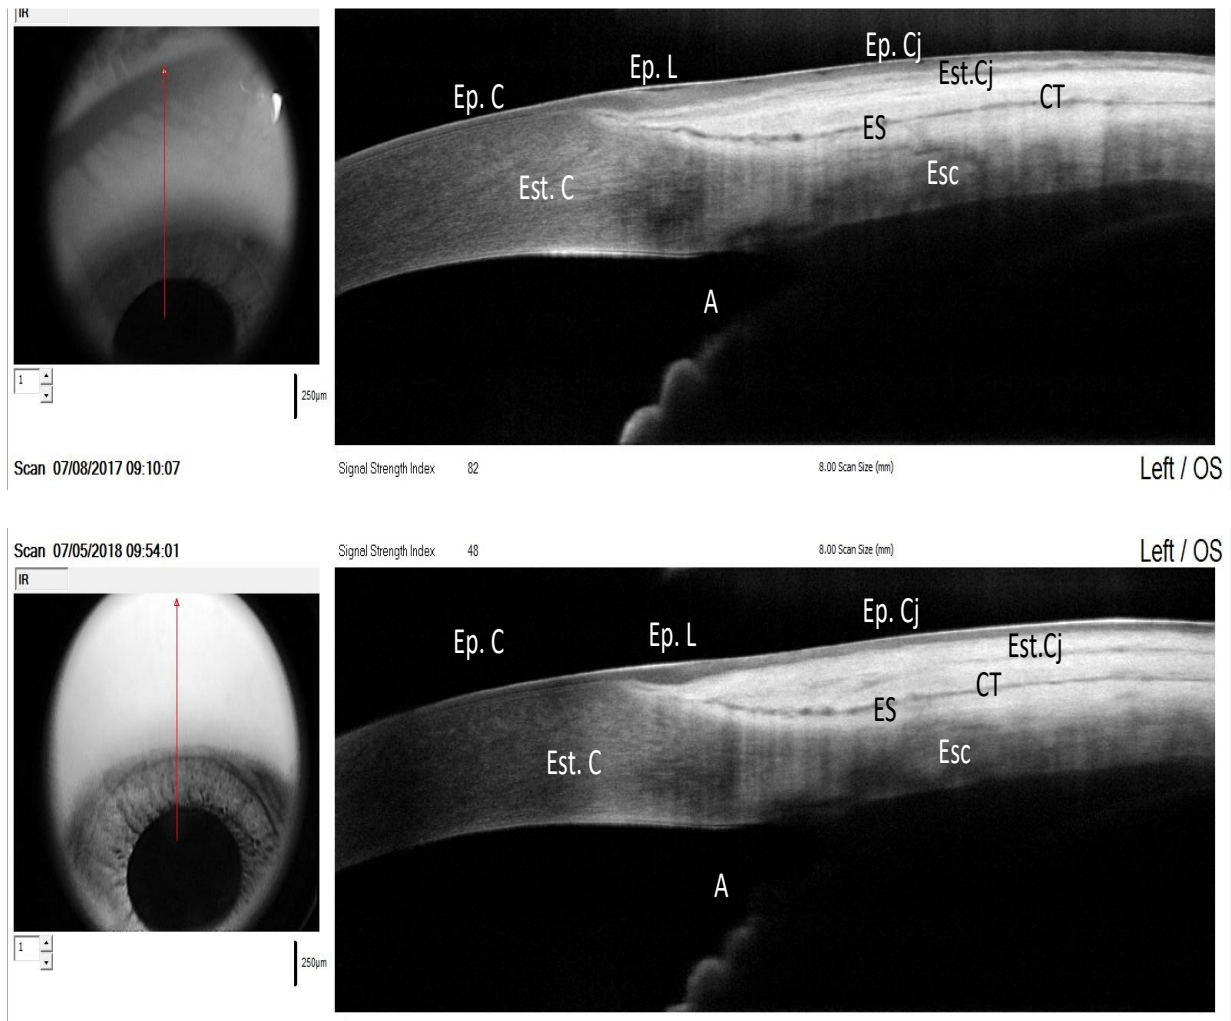 IR
Ep. C
Ep. L
Ep. Cj
Est.Cj
CT
ES
Esc
Est. C
A
1
250µm
Scan 07/08/2017 09:10:07
Signal Strength Index 82
8.00 Scan Size (mm)
Left / OS
Scan 07/05/2018 09:54:01
Signal Strength Index 48
8.00 Scan Size (mm)
Left / OS
IR
Ep. C
Ep. L
Ep. Cj
Est.Cj
CT
ES
Esc
Est. C
A
1
250µm